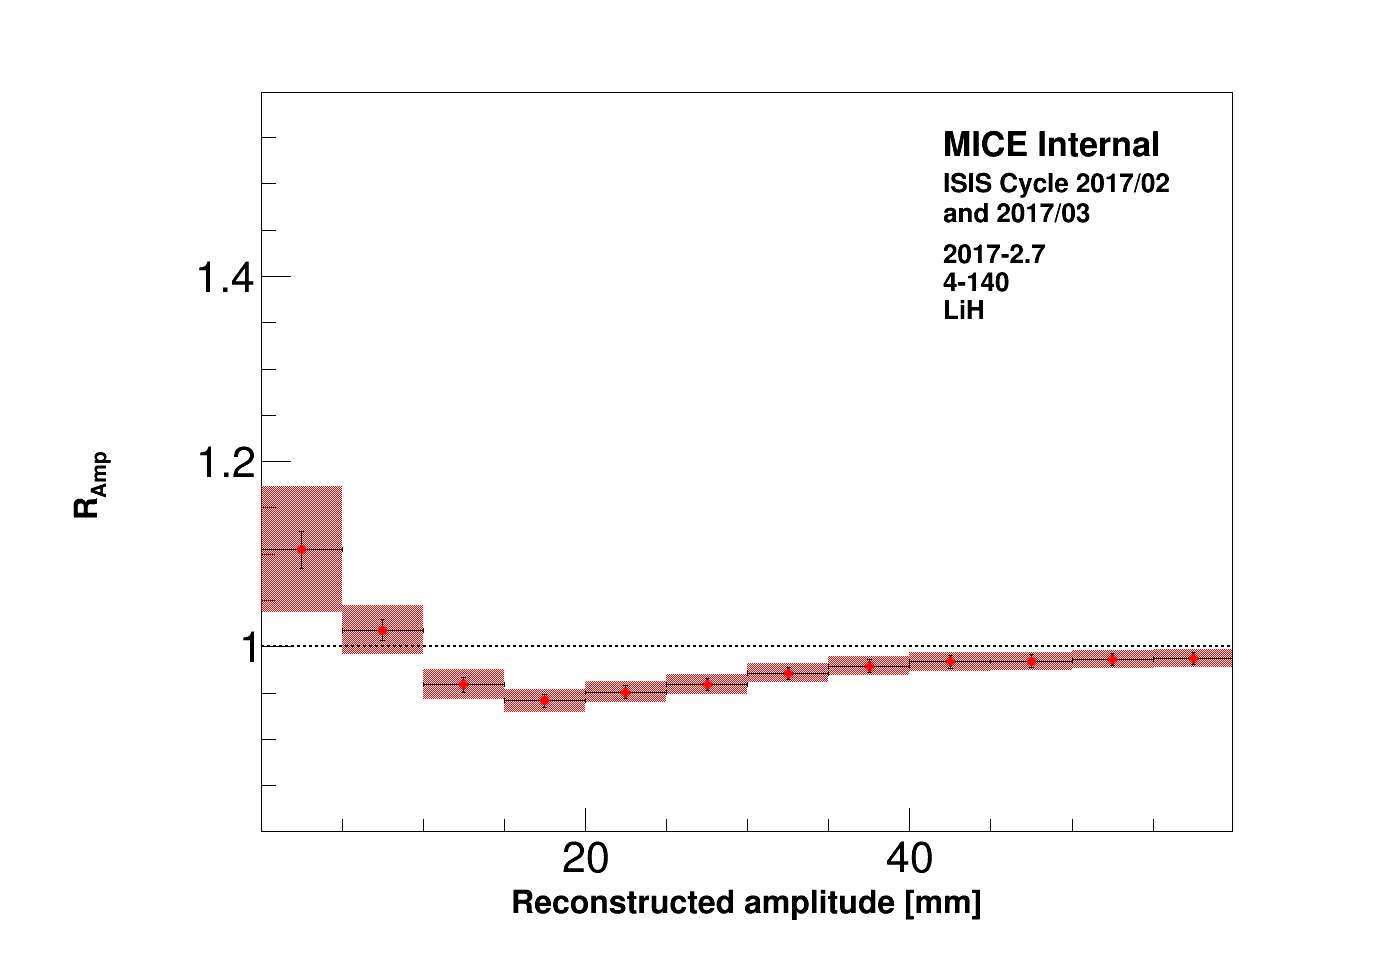 MICE Internal
ISIS Cycle 2017/02
and 2017/03
2017-2.7
4-140
LiH
1.4
1.2
1
R_Amp
20
40
Reconstructed amplitude [mm]